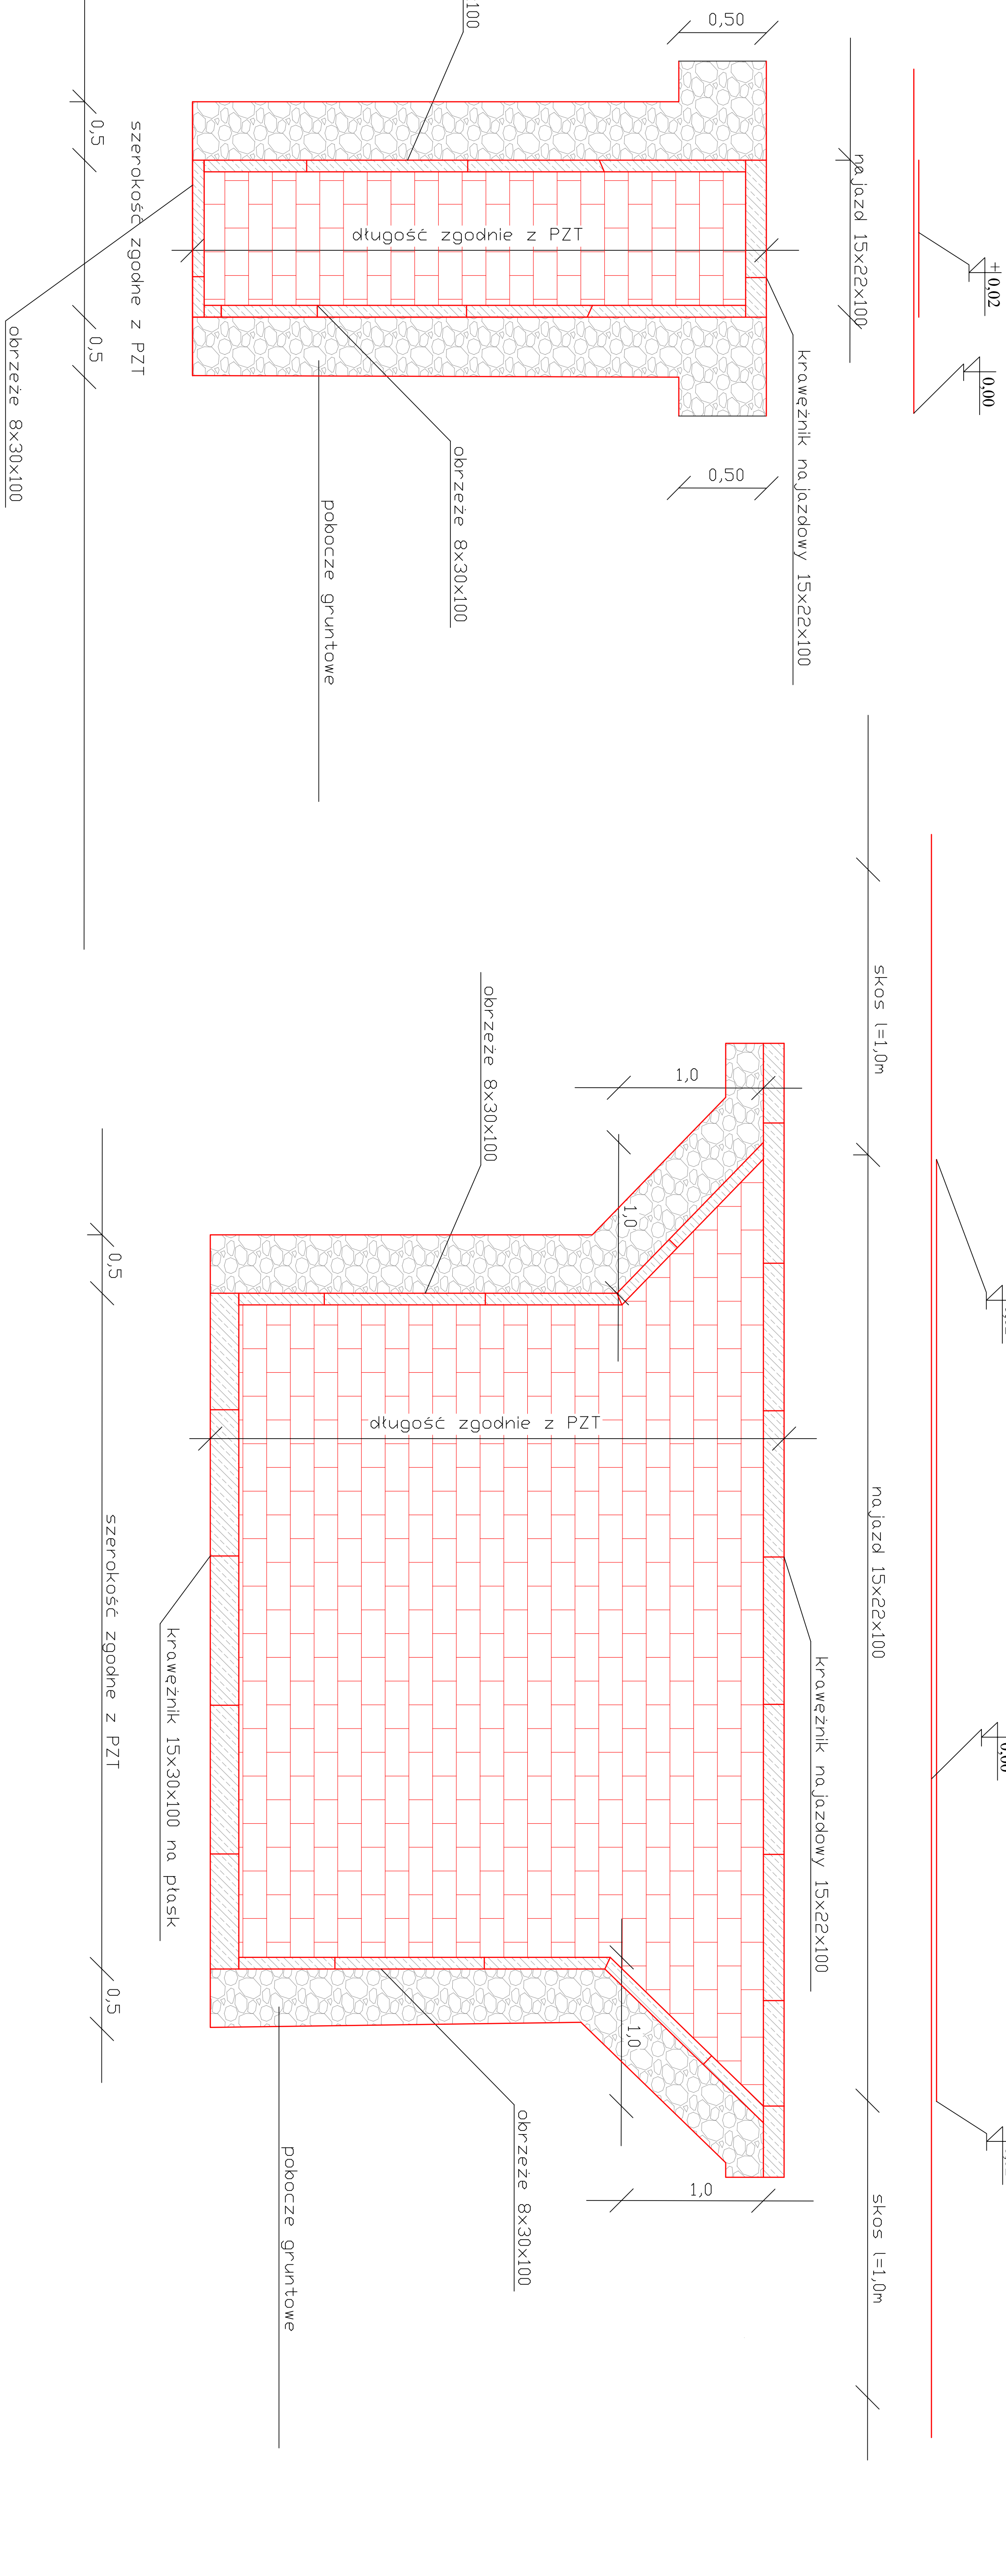 100
0,50
najazd 15x22x100
+0,02
0,00
0,5
szerokość zgodne z PZT
długość zgodnie z PZT
0,5
obrzeże 8x30x100
krawężnik najazdowy 15x22x100
obrzeże 8x30x100
pobocze gruntowe
0,50
skos l=1,0m
obrzeże 8x30x100
1,0
1,0
0,5
długość zgodnie z PZT
najazd 15x22x100
szerokość zgodne z PZT
krawężnik 15x30x100 na płask
krawężnik najazdowy 15x22x100
0,00
0,5
1,0
obrzeże 8x30x100
pobocze gruntowe
1,0
skos l=1,0m